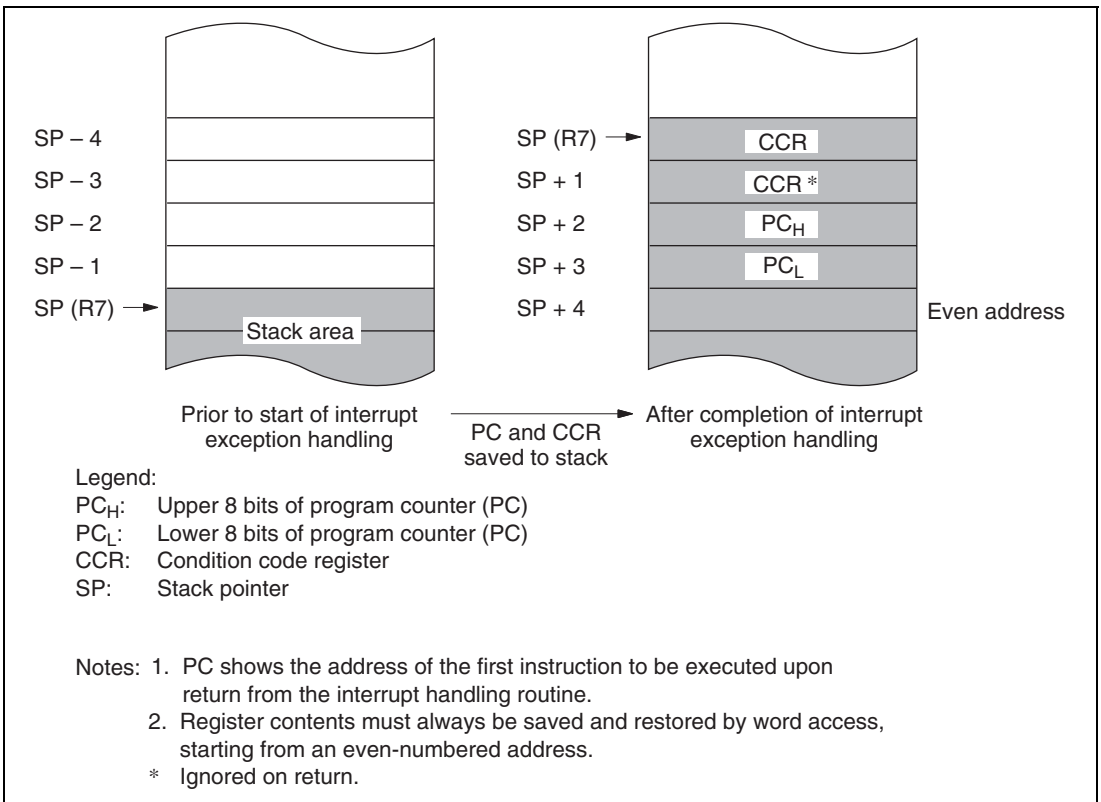 SP – 4
SP – 3
SP – 2
SP – 1
SP (R7)
Stack area
SP (R7)
SP + 1
SP + 2
SP + 3
SP + 4
CCR
CCR *
PCH
PCL
Even address
Prior to start of interrupt
exception handling
PC and CCR
saved to stack
After completion of interrupt
exception handling
Legend:
PCH: Upper 8 bits of program counter (PC)
PCL: Lower 8 bits of program counter (PC)
CCR: Condition code register
SP: Stack pointer
Notes: 1. PC shows the address of the first instruction to be executed upon
return from the interrupt handling routine.
2. Register contents must always be saved and restored by word access,
starting from an even-numbered address.
* Ignored on return.